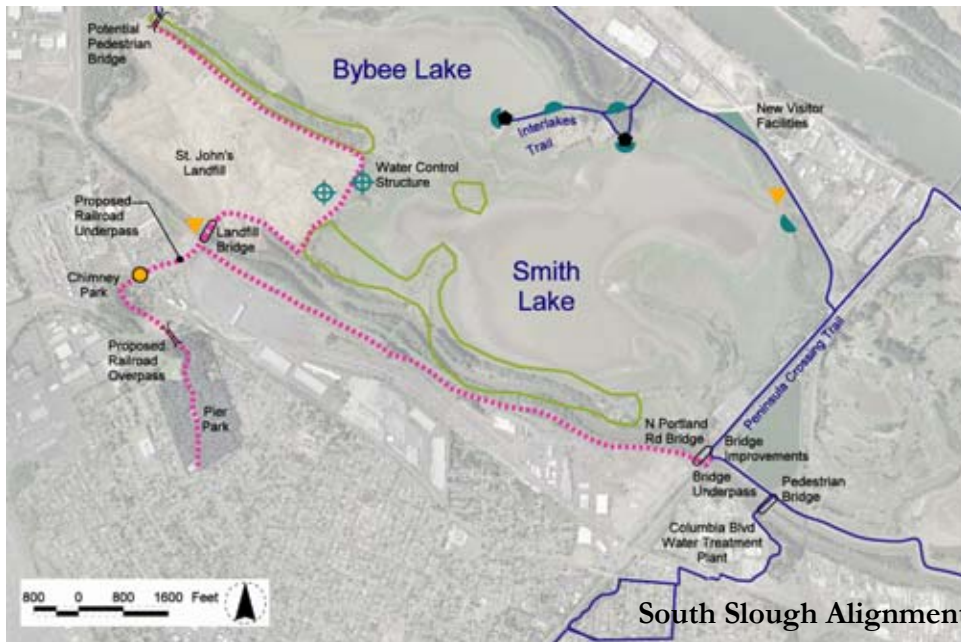 Potential
Pedestrian
Bridge
Bybee Lake
Interlakes
Trail
New Visitor
Facilities
St. John's
Landfill
Water Control
Structure
Proposed
Railroad
Underpass
Landfill
Bridge
Chimney
Park
Smith
Lake
Proposed
Railroad
Overpass
Pier
Park
Peninsula Crossing Trail
N Portland
Rd Bridge
Bridge
Improvements
Bridge
Underpass
Pedestrian
Bridge
Columbia Blvd
Water Treatment
Plant
800 0 800 1600 Feet
South Slough Alignment